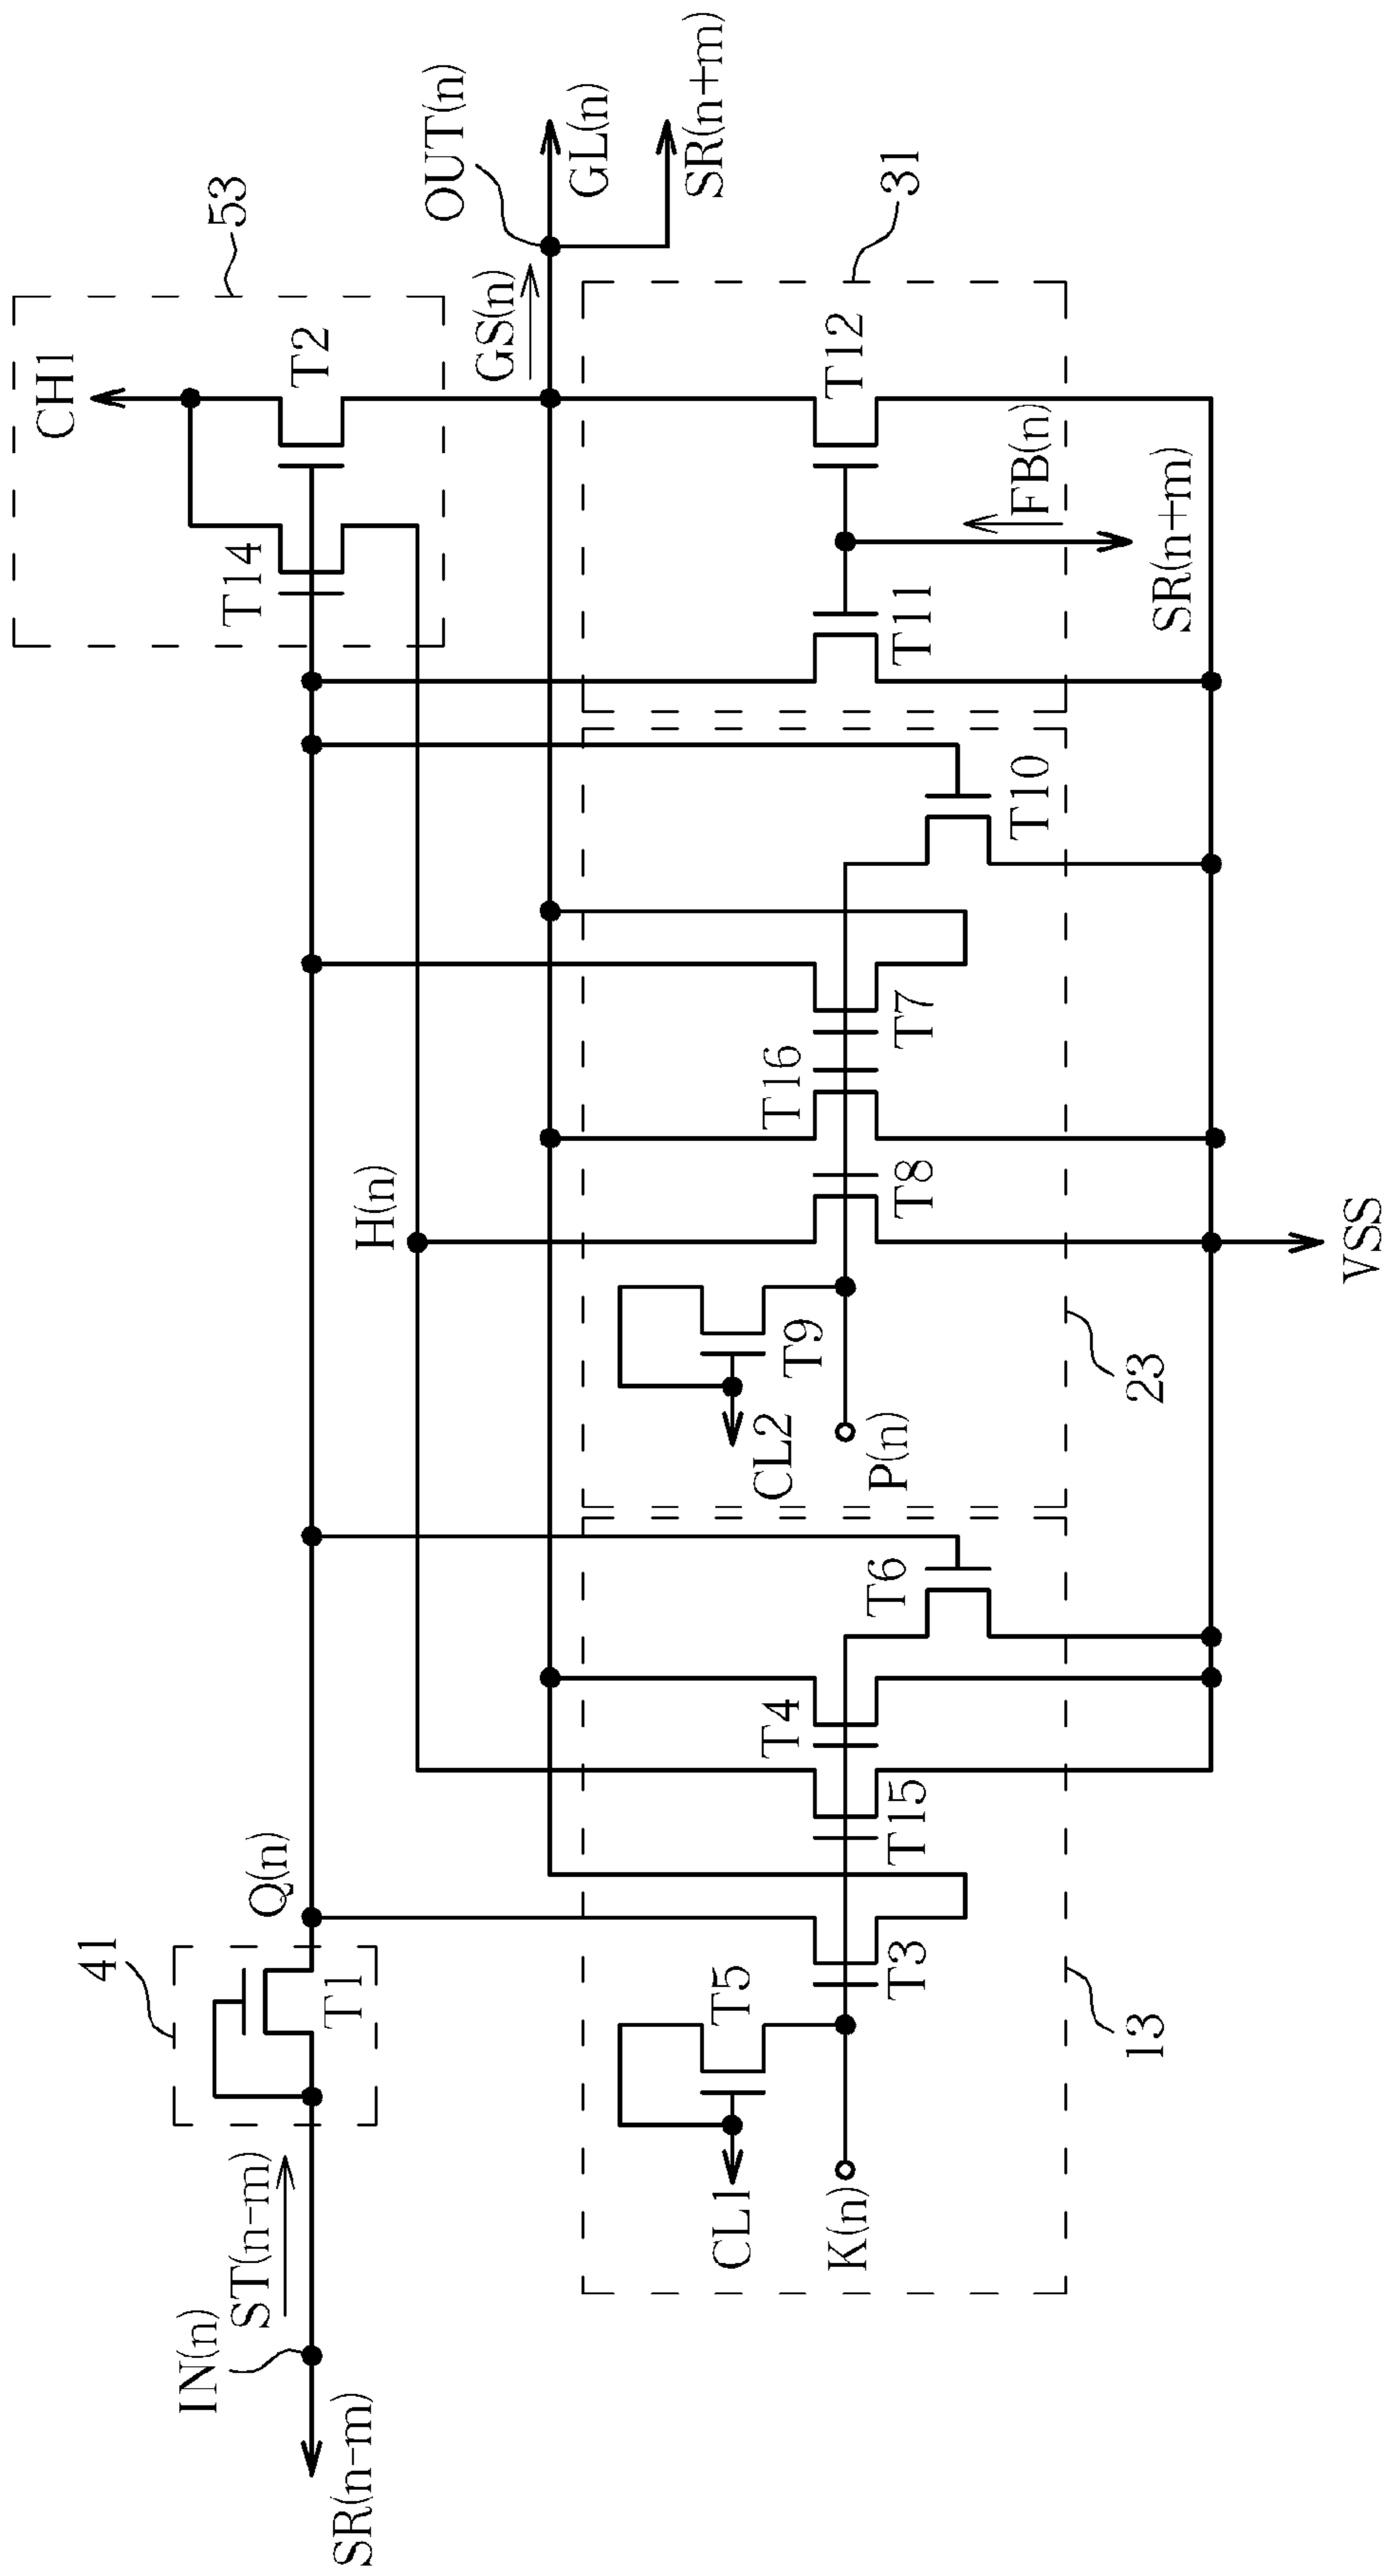 53
CH1
T2
T14
OUT(n)
GS(n)
GL(n)
SR(n+m)
31
T12
T11
FB(n)
SR(n+m)
T10
T7
T16
T8
H(n)
T9
CL2
P(n)
23
VSS
T6
T4
T15
T3
T5
CL1
K(n)
13
Q(n)
41
T1
ST(n-m)
IN(n)
SR(n-m)